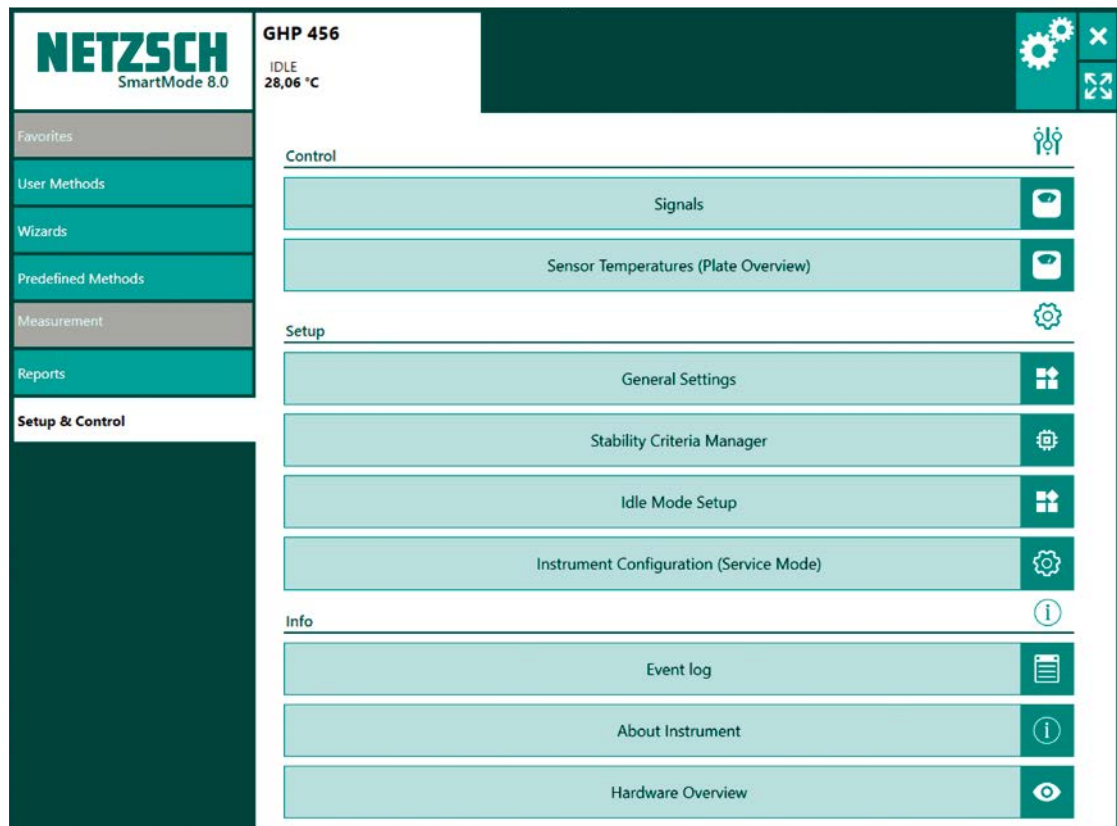 NETZSCH
SmartMode 8.0
GHP 456
IDLE
28,06 °C
Favorites
User Methods
Wizards
Predefined Methods
Measurement
Reports
Setup & Control
Control
Signals
Sensor Temperatures (Plate Overview)
Setup
General Settings
Stability Criteria Manager
Idle Mode Setup
Instrument Configuration (Service Mode)
Info
Event log
About Instrument
Hardware Overview